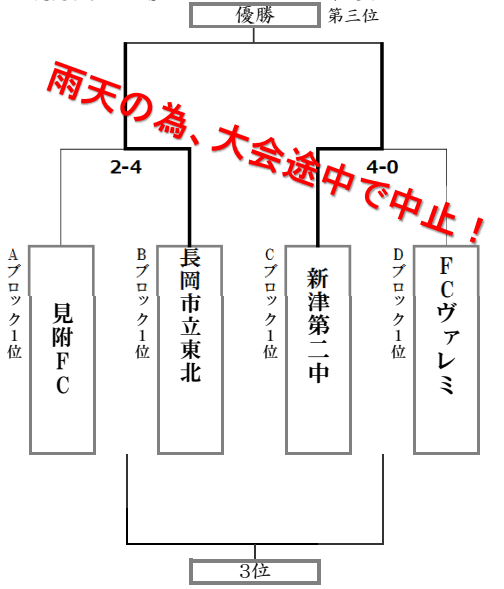 優勝
第三位
雨天の為、大会途中で中止！
2-4
4-0
Aブロック1位
見附FC
Bブロック1位
長岡市立東北
Cブロック1位
新津第二中
Dブロック1位
FCヴァレミ
3位